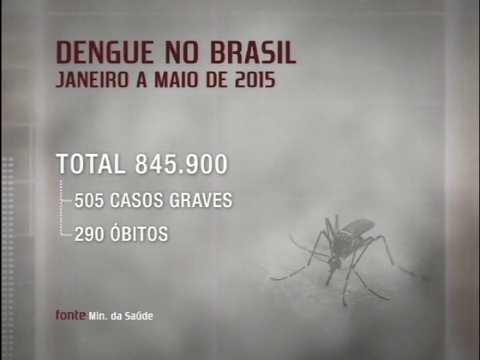 DENGUE NO BRASIL
JANEIRO A MAIO DE 2015
TOTAL 845.900
505 CASOS GRAVES
290 ÓBITOS
fonte Min. da Saúde